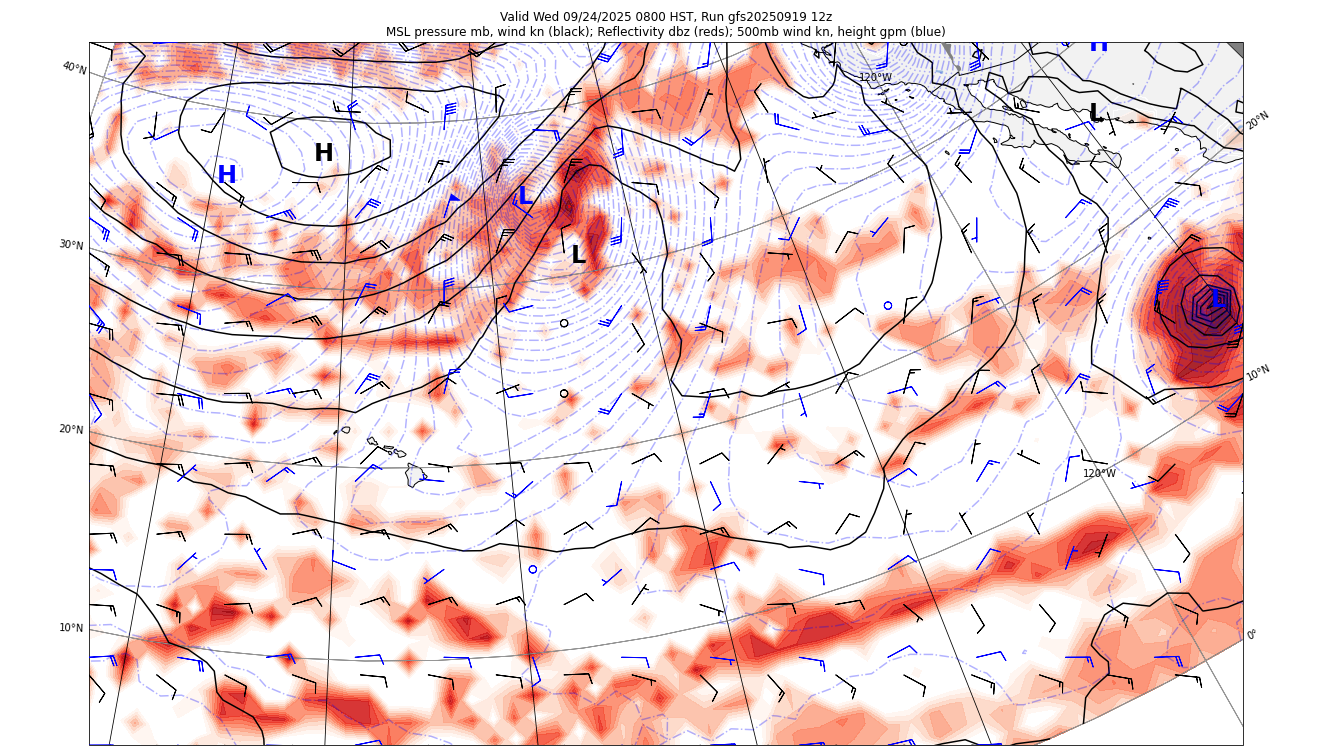 Valid Wed 09/24/2025 0800 HST, Run gfs20250919 12z
MSL pressure mb, wind kn (black); Reflectivity dbz (reds); 500mb wind kn, height gpm (blue)
H
120°W
40°N
L
20°N
H
H
L
30°N
L
L
10°N
20°N
120°W
10°N
0°